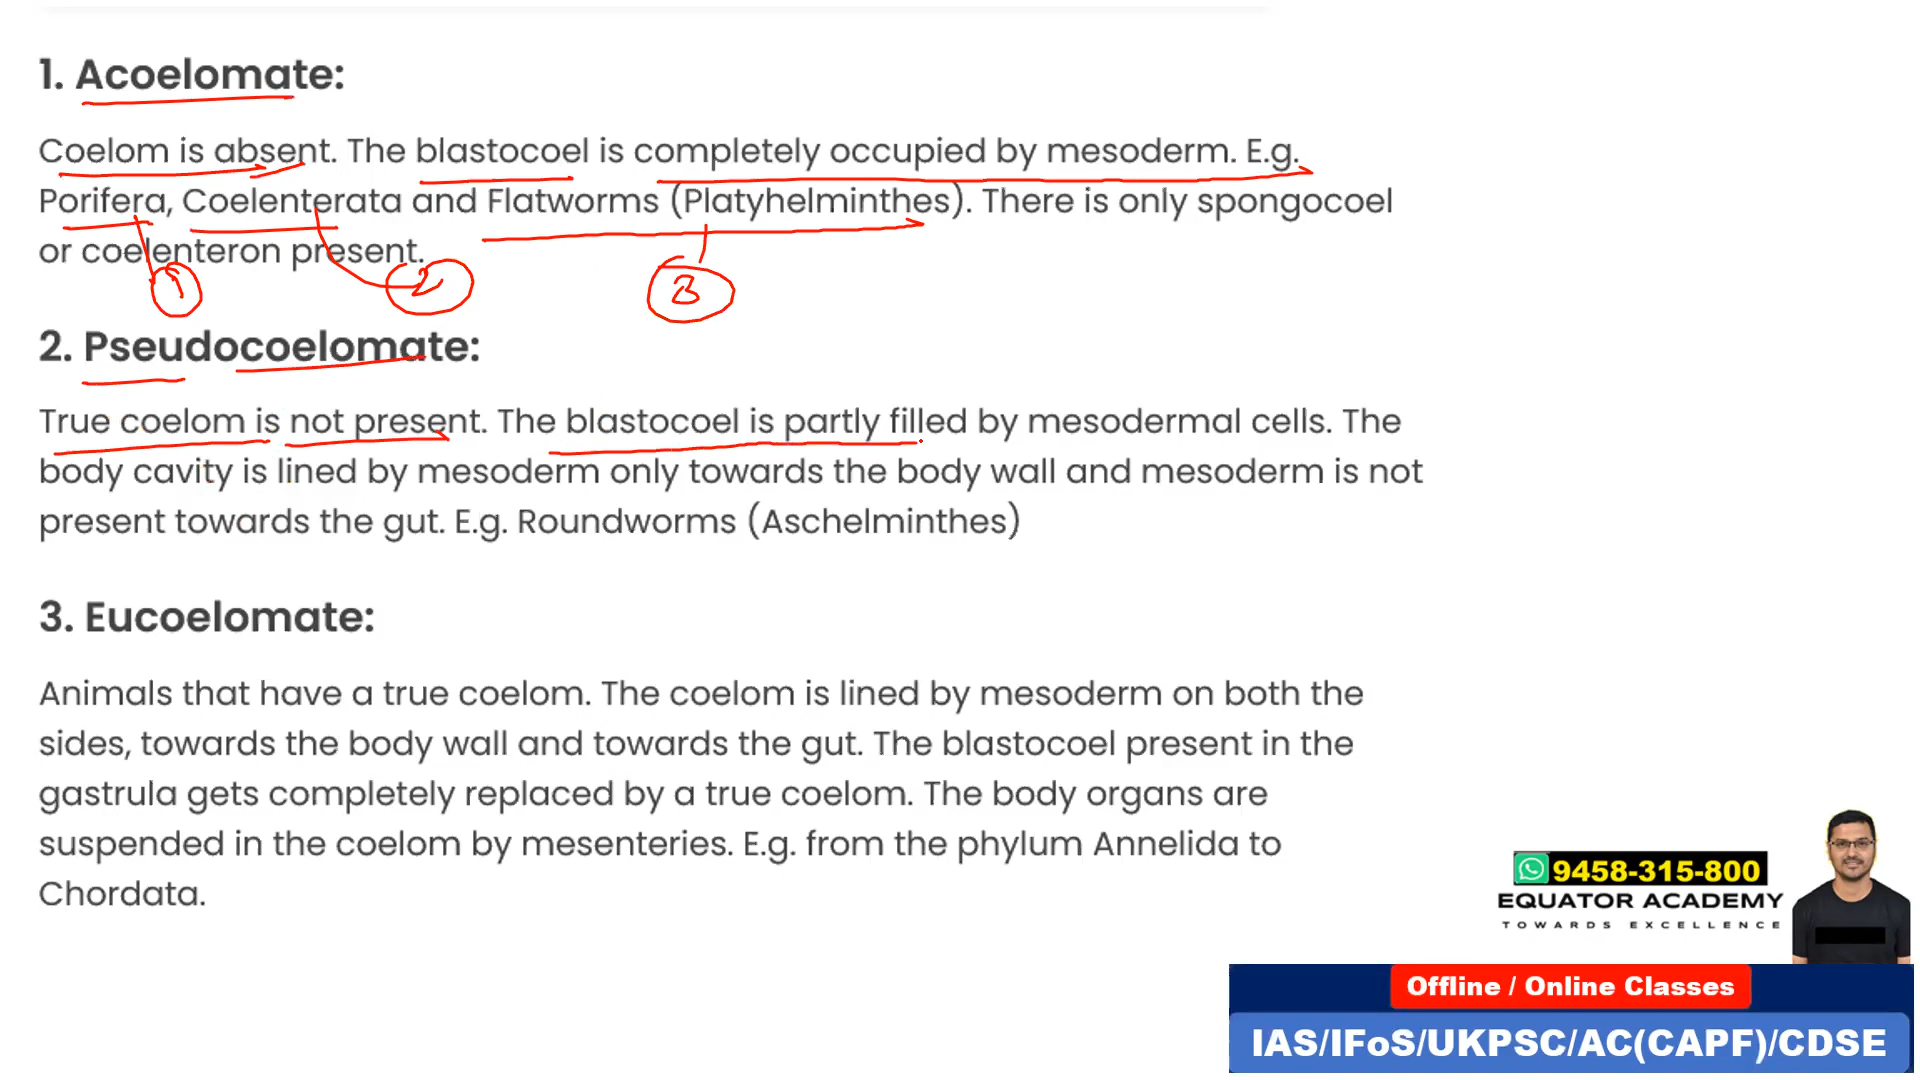 1. Acoelomate:
Coelom is absent. The blastocoel is completely occupied by mesoderm. E.g.
Porifera, Coelenterata and Flatworms (Platyhelminthes). There is only spongocoel
or coelenteron present.
1 2 3
2. Pseudocoelomate:
True coelom is not present. The blastocoel is partly filled by mesodermal cells. The
body cavity is lined by mesoderm only towards the body wall and mesoderm is not
present towards the gut. E.g. Roundworms (Aschelminthes)
3. Eucoelomate:
Animals that have a true coelom. The coelom is lined by mesoderm on both the
sides, towards the body wall and towards the gut. The blastocoel present in the
gastrula gets completely replaced by a true coelom. The body organs are
suspended in the coelom by mesenteries. E.g. from the phylum Annelida to
Chordata.
9458-315-800
EQUATOR ACADEMY
TOWARDS EXCELLENCE
Offline / Online Classes
IAS/IFoS/UKPSC/AC(CAPF)/CDSE